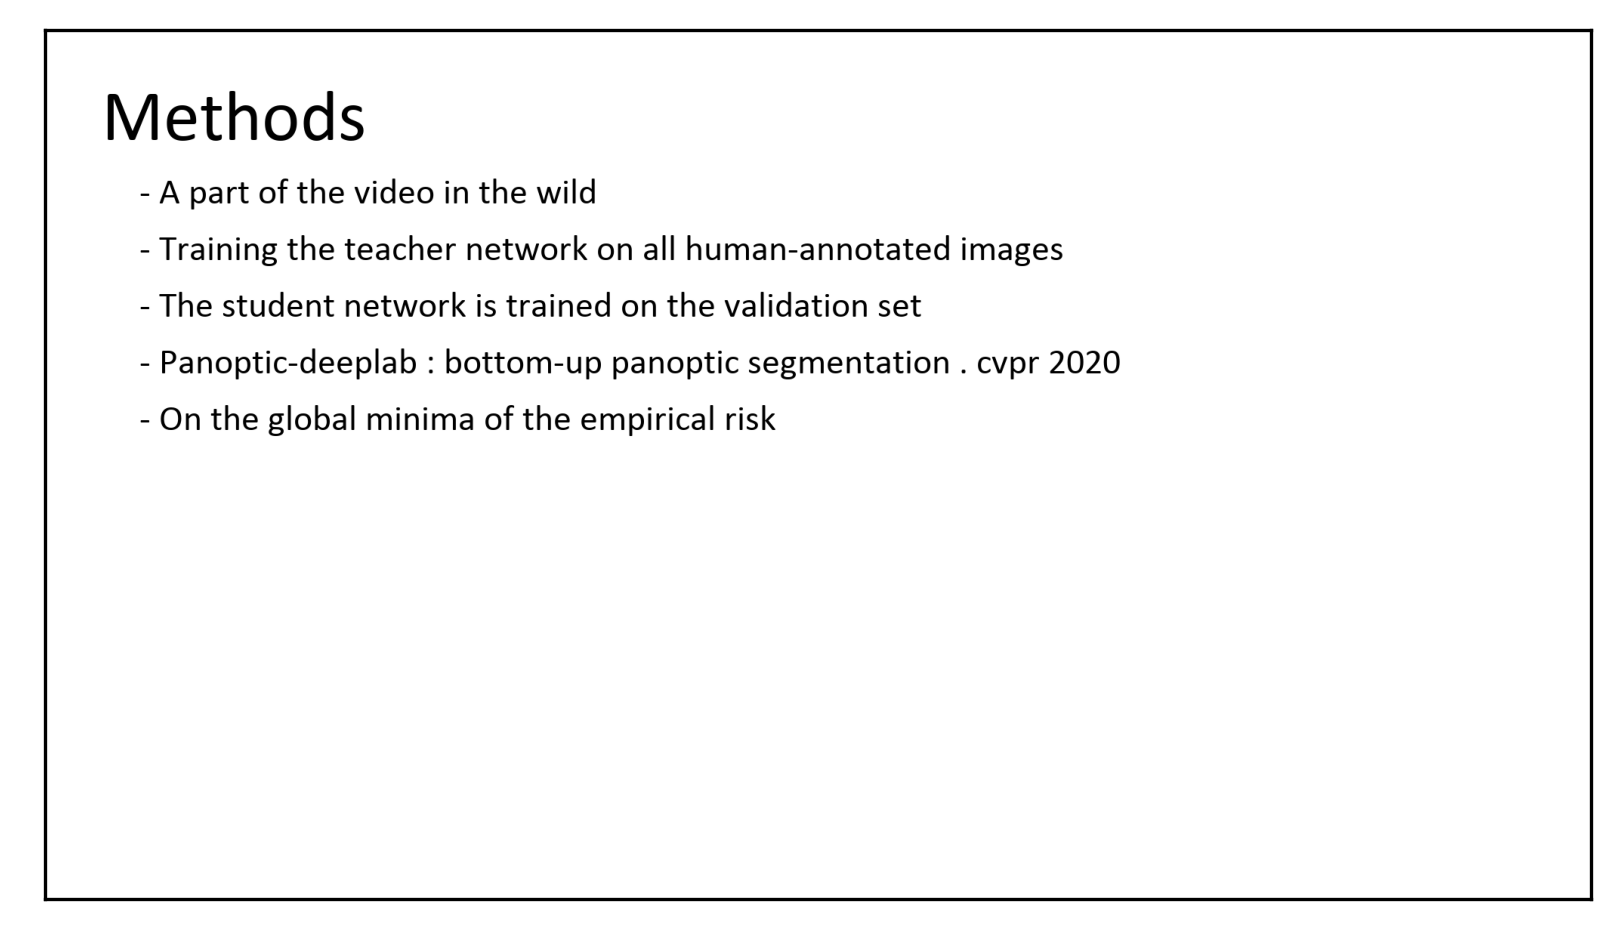 Methods
- A part of the video in the wild
- Training the teacher network on all human-annotated images
- The student network is trained on the validation set
- Panoptic-deeplab : bottom-up panoptic segmentation . cvpr 2020
- On the global minima of the empirical risk